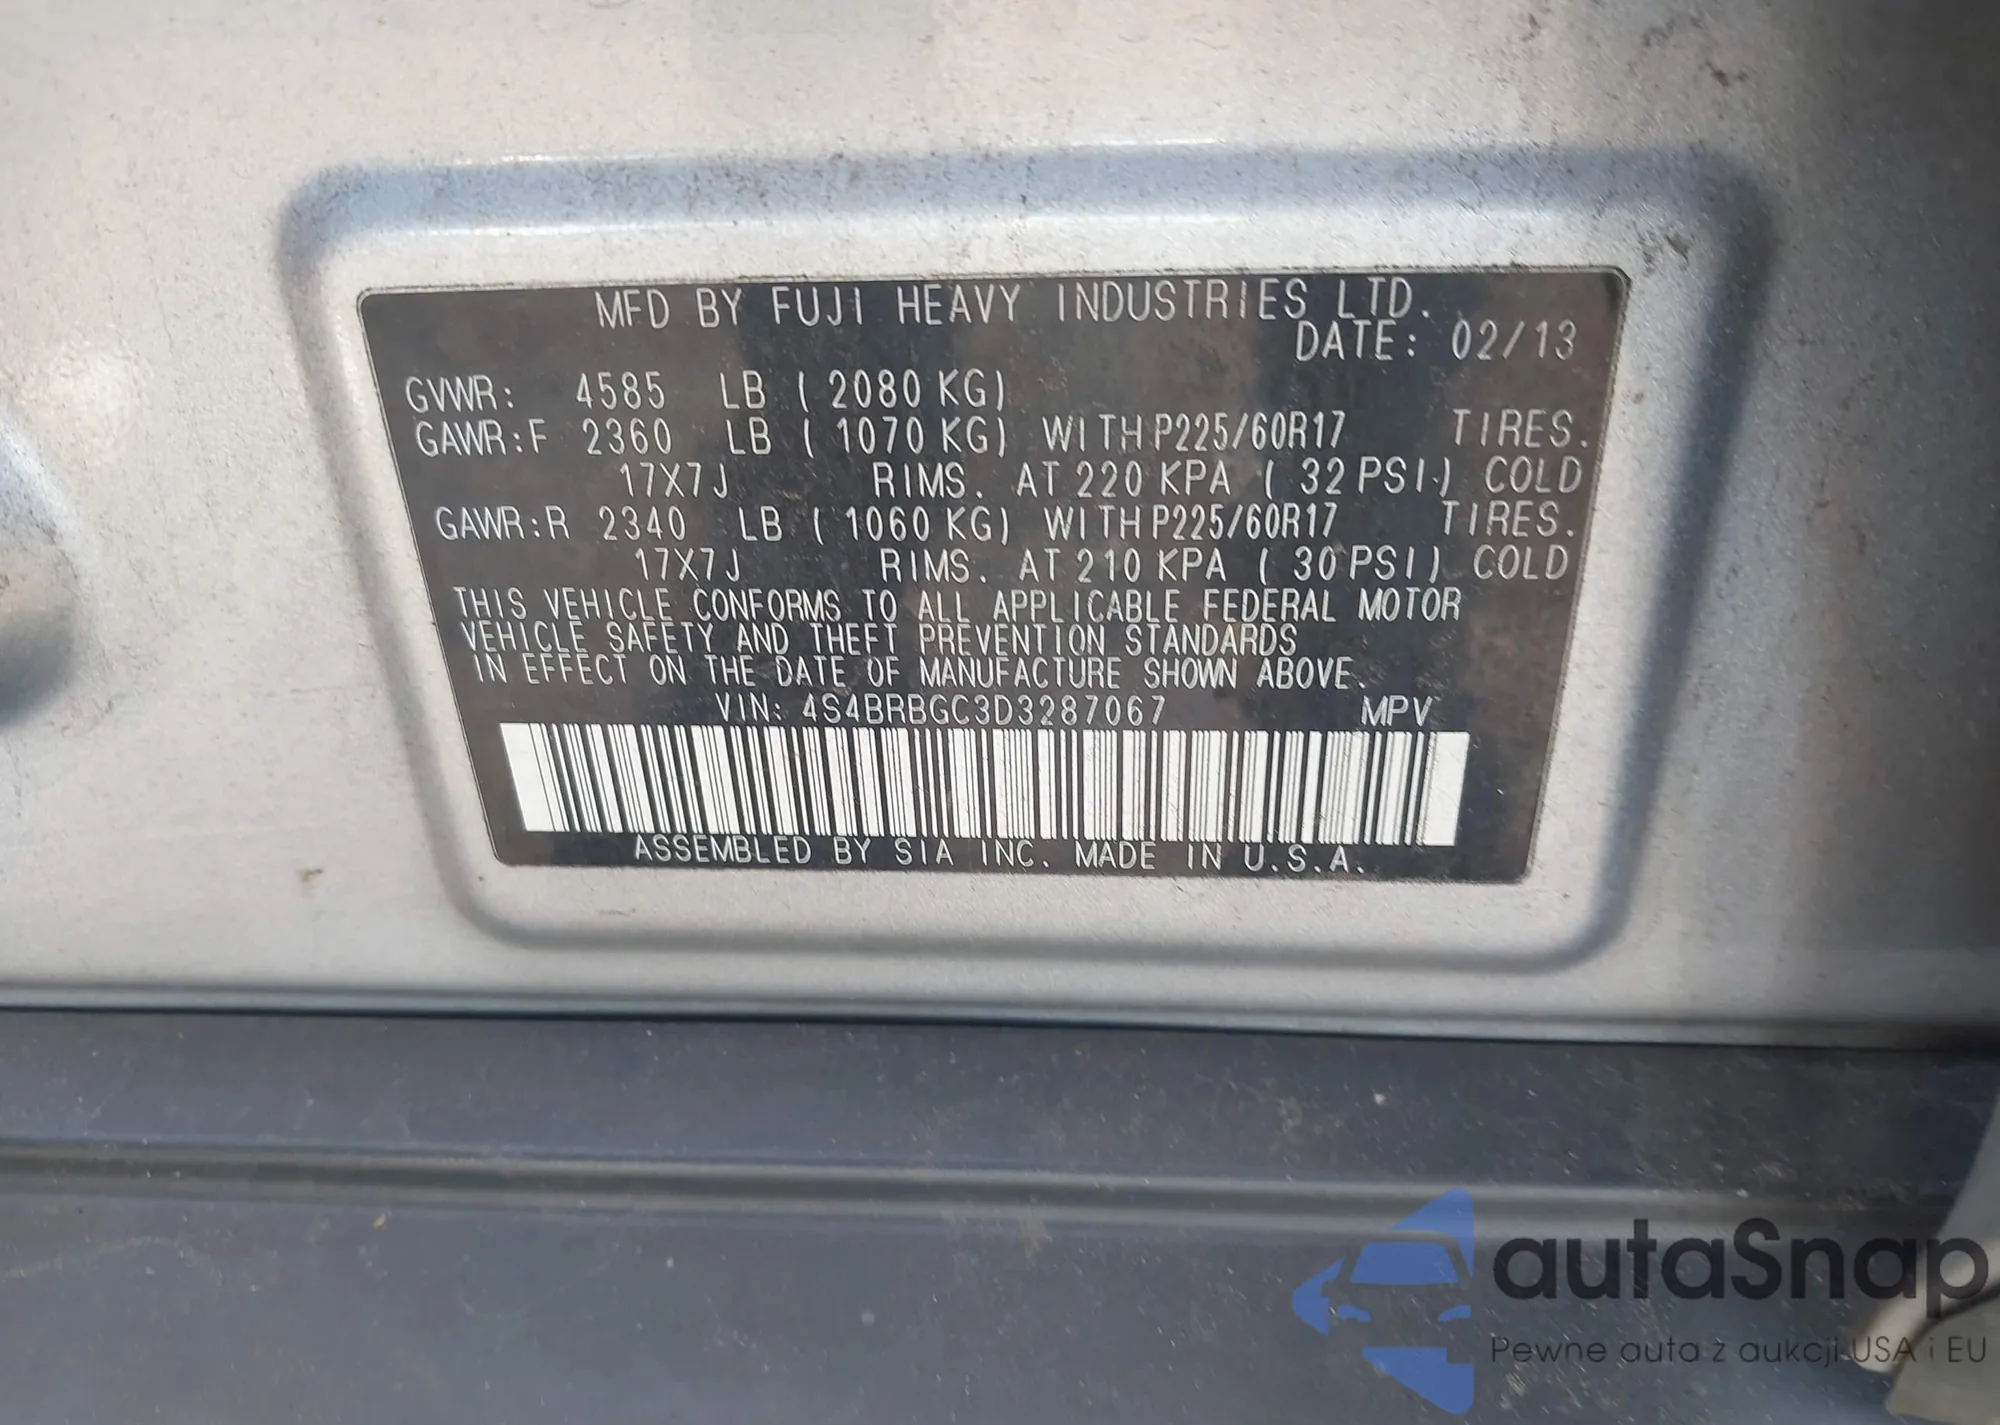 MFD BY FUJI HEAVY INDUSTRIES LTD.
DATE: 02/13
GVWR: 4585 LB ( 2080 KG)
GAWR:F 2360 LB ( 1070 KG) WITH P225/60R17 TIRES.
17X7J RIMS. AT 220 KPA ( 32 PSI) COLD
GAWR:R 2340 LB ( 1060 KG) WITH P225/60R17 TIRES.
17X7J RIMS. AT 210 KPA ( 30 PSI) COLD
THIS VEHICLE CONFORMS TO ALL APPLICABLE FEDERAL MOTOR
VEHICLE SAFETY AND THEFT PREVENTION STANDARDS
IN EFFECT ON THE DATE OF MANUFACTURE SHOWN ABOVE.
VIN: 4S4BRBGC3D3287067 MPV
ASSEMBLED BY SIA INC. MADE IN U.S.A.
autaSnap
Pewne auta z aukcji USA i EU